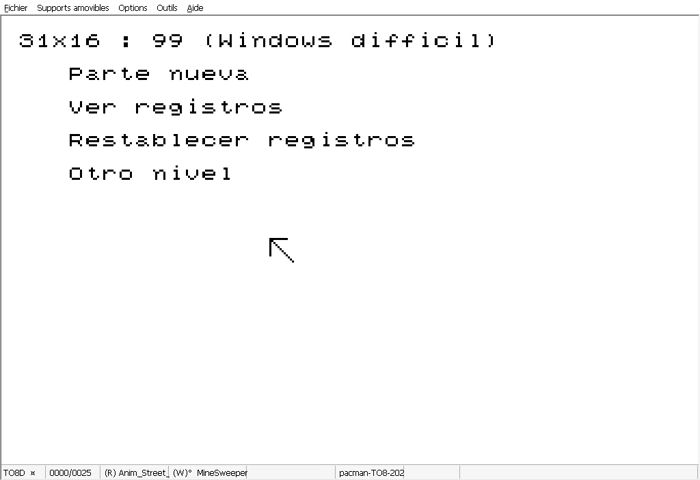 Fichier Supports amovibles Options Outils Aide
31x16 : 99 (Windows difficil)
Parte nueva
Ver registros
Restablecer registros
Otro nivel
TO8D × 0000/0025 (R) Anim_Street_ (W)* MineSweeper pacman-TO8-202